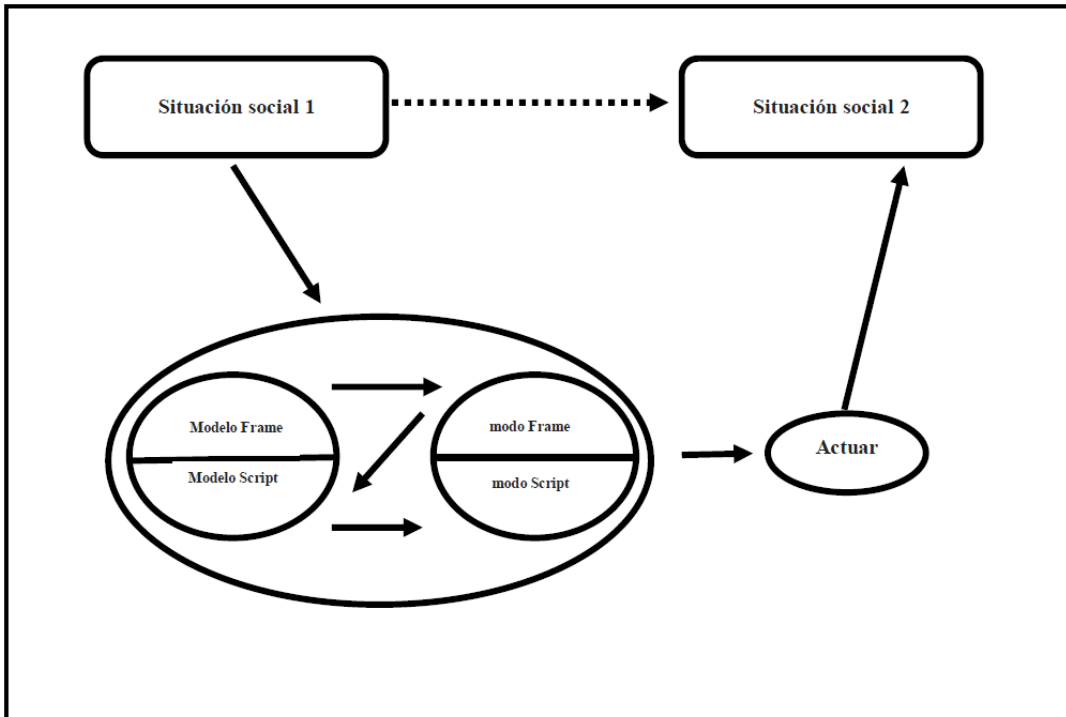 Situación social 1
Situación social 2
Modelo Frame
Modelo Script
modo Frame
modo Script
Actuar